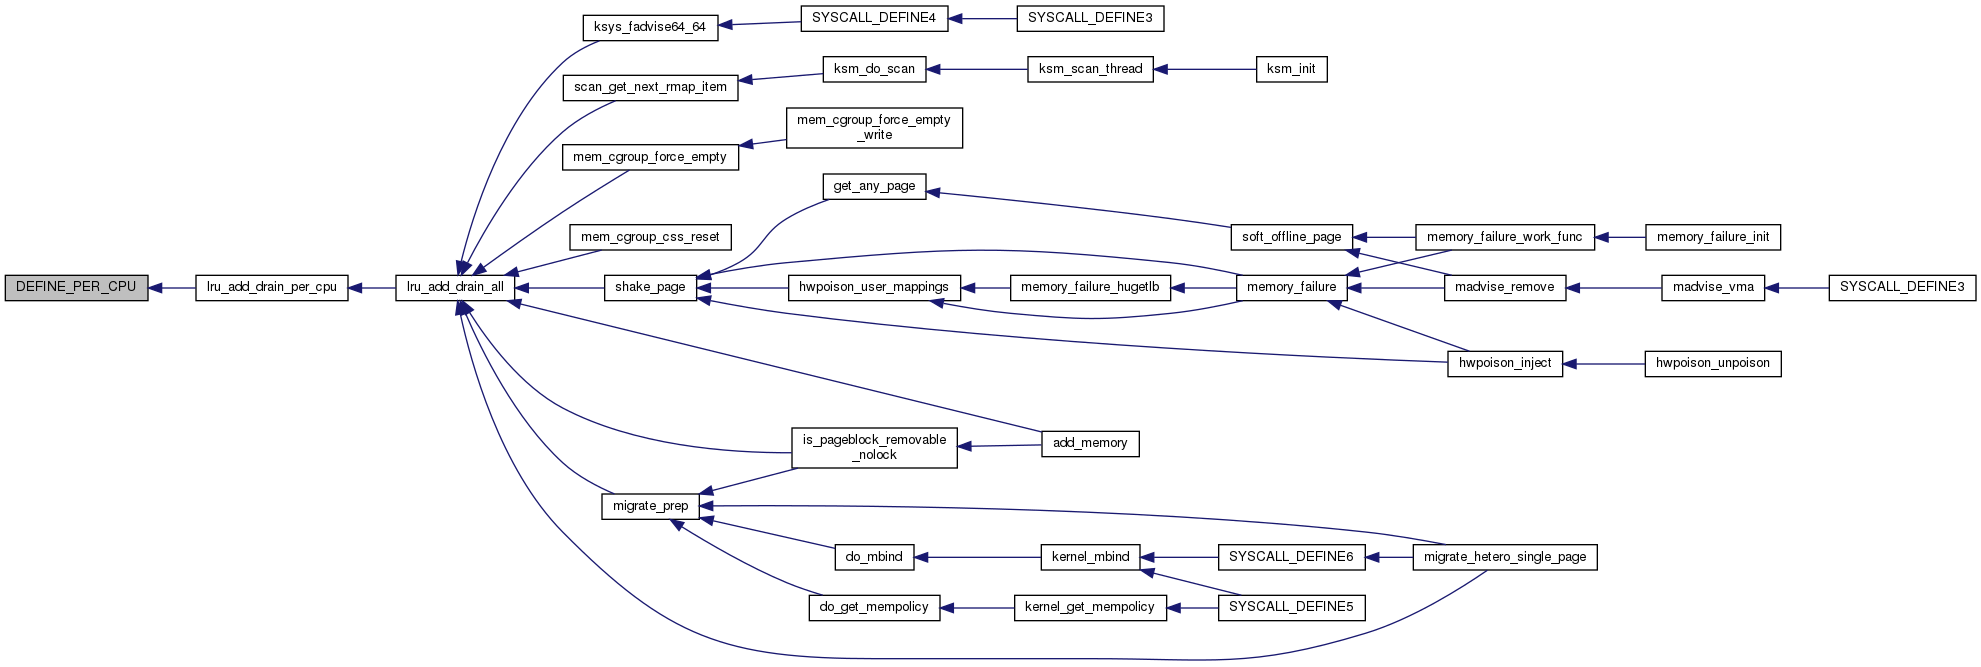 ksys_fadvise64_64
SYSCALL_DEFINE4
SYSCALL_DEFINE3
scan_get_next_rmap_item
ksm_do_scan
ksm_scan_thread
ksm_init
mem_cgroup_force_empty
_write
mem_cgroup_force_empty
get_any_page
mem_cgroup_css_reset
soft_offline_page
memory_failure_work_func
memory_failure_init
DEFINE_PER_CPU
lru_add_drain_per_cpu
lru_add_drain_all
shake_page
hwpoison_user_mappings
memory_failure_hugetlb
memory_failure
madvise_remove
madvise_vma
SYSCALL_DEFINE3
hwpoison_inject
hwpoison_unpoison
is_pageblock_removable
_nolock
add_memory
migrate_prep
do_mbind
kernel_mbind
SYSCALL_DEFINE6
migrate_hetero_single_page
do_get_mempolicy
kernel_get_mempolicy
SYSCALL_DEFINE5